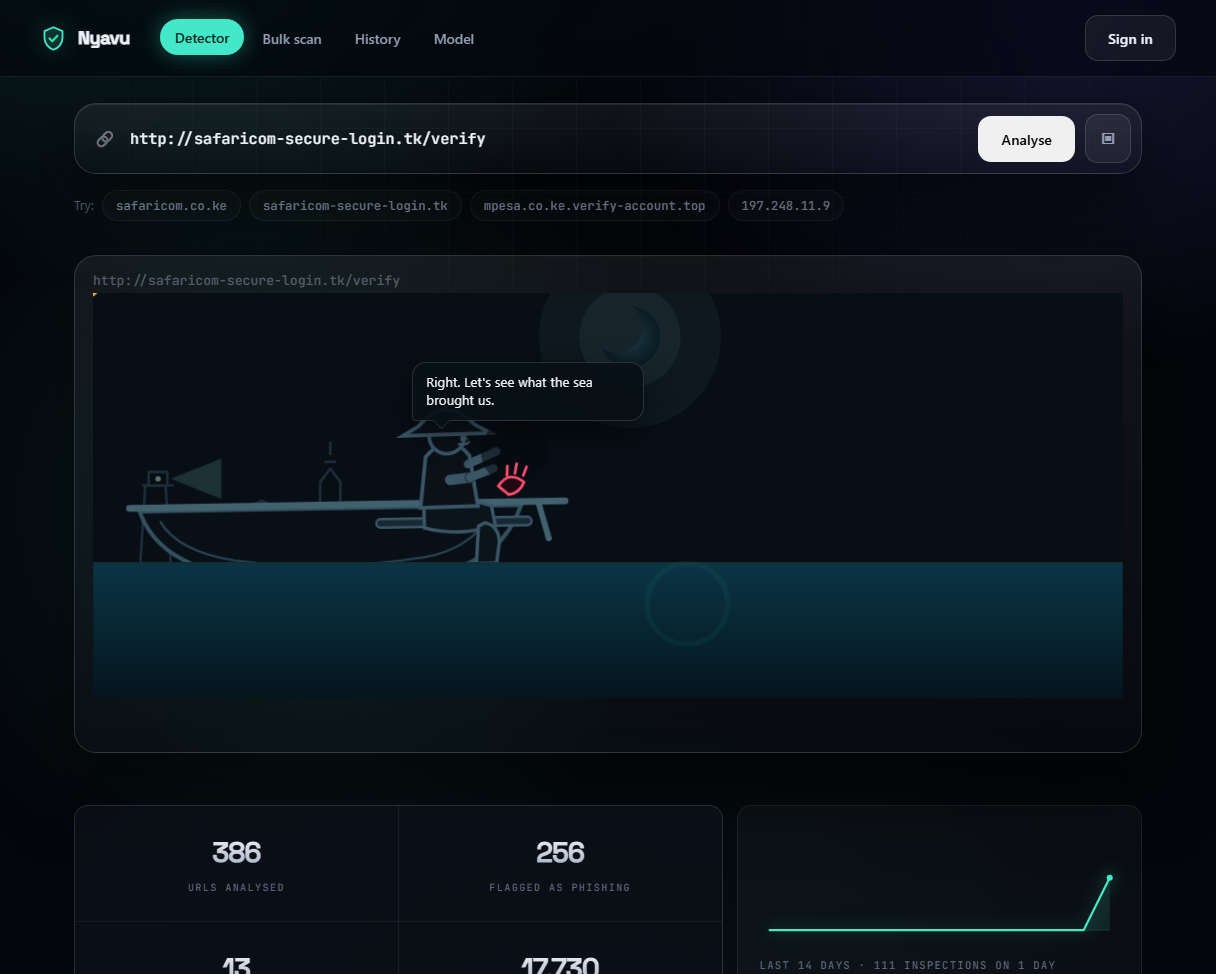 Nyavu
Detector
Bulk scan
History
Model
Sign in
http://safaricom-secure-login.tk/verify
Analyse
Try:
safaricom.co.ke
safaricom-secure-login.tk
mpesa.co.ke.verify-account.top
197.248.11.9
http://safaricom-secure-login.tk/verify
Right. Let's see what the sea
brought us.
386
URLS ANALYSED
256
FLAGGED AS PHISHING
13
17,730
LAST 14 DAYS · 111 INSPECTIONS ON 1 DAY